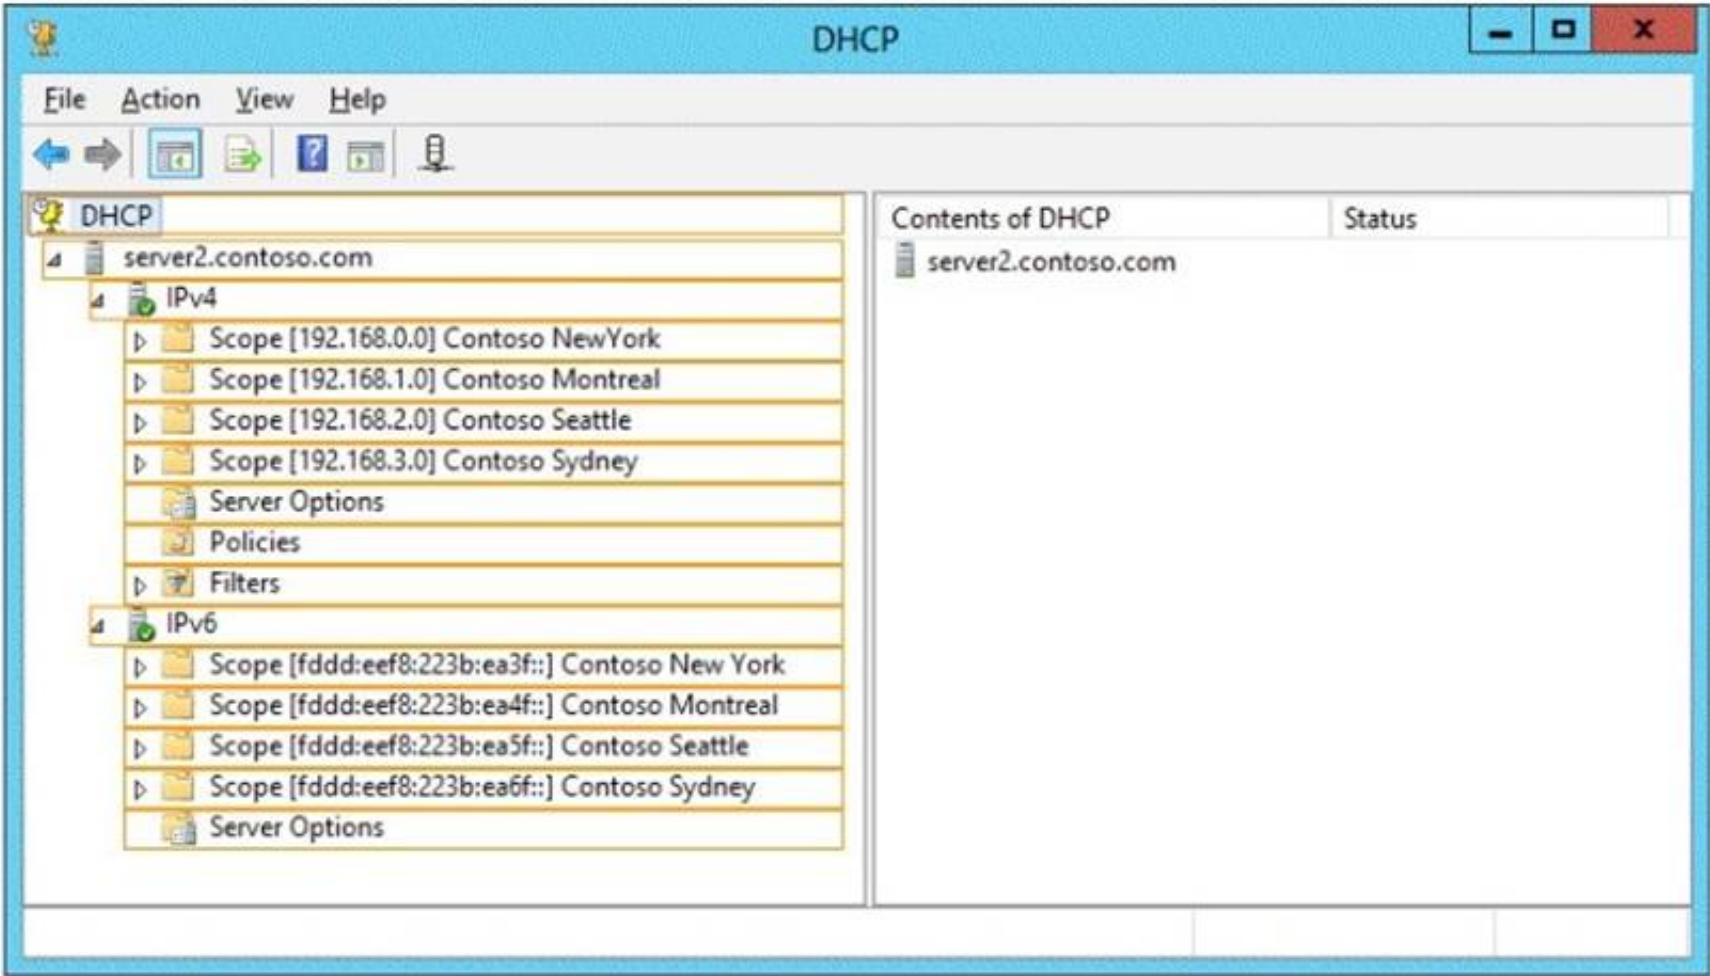 DHCP
File Action View Help
DHCP
server2.contoso.com
IPv4
Scope [192.168.0.0] Contoso NewYork
Scope [192.168.1.0] Contoso Montreal
Scope [192.168.2.0] Contoso Seattle
Scope [192.168.3.0] Contoso Sydney
Server Options
Policies
Filters
IPv6
Scope [fddd:eef8:223b:ea3f::] Contoso New York
Scope [fddd:eef8:223b:ea4f::] Contoso Montreal
Scope [fddd:eef8:223b:ea5f::] Contoso Seattle
Scope [fddd:eef8:223b:ea6f::] Contoso Sydney
Server Options
Contents of DHCP Status
server2.contoso.com